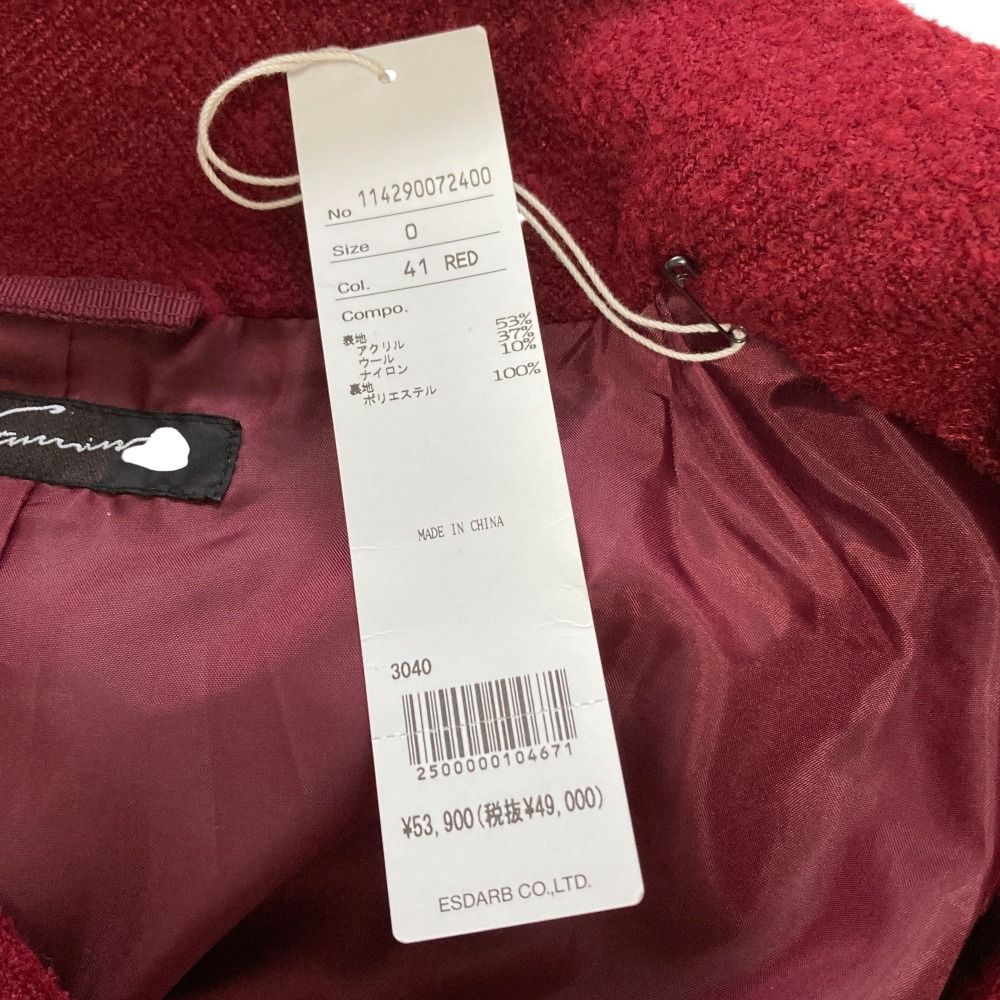 No 114290072400
Size 0
Col. 41 RED
Compo.
表地
アクリル 53%
ウール 37%
ナイロン 10%
裏地
ポリエステル 100%
MADE IN CHINA
3040
2500000104671
¥53,900(税抜¥49,000)
ESDARB CO.,LTD.